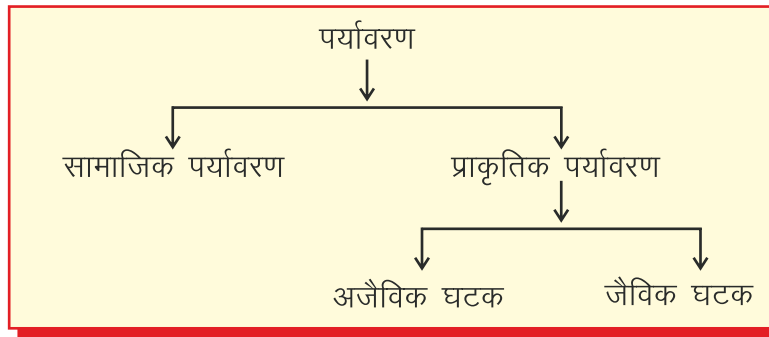 पर्यावरण
सामाजिक पर्यावरण प्राकृतिक पर्यावरण
अजैविक घटक जैविक घटक